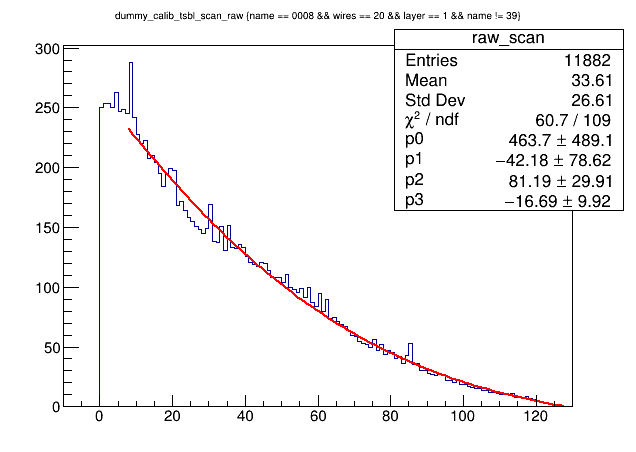 dummy_calib_tsbl_scan_raw {name == 0008 && wires == 20 && layer == 1 && name != 39}
raw_scan
Entries 11882
Mean 33.61
Std Dev 26.61
χ² / ndf 60.7 / 109
p0 463.7 ± 489.1
p1 −42.18 ± 78.62
p2 81.19 ± 29.91
p3 −16.69 ± 9.92
300
250
200
150
100
50
0
0 20 40 60 80 100 120